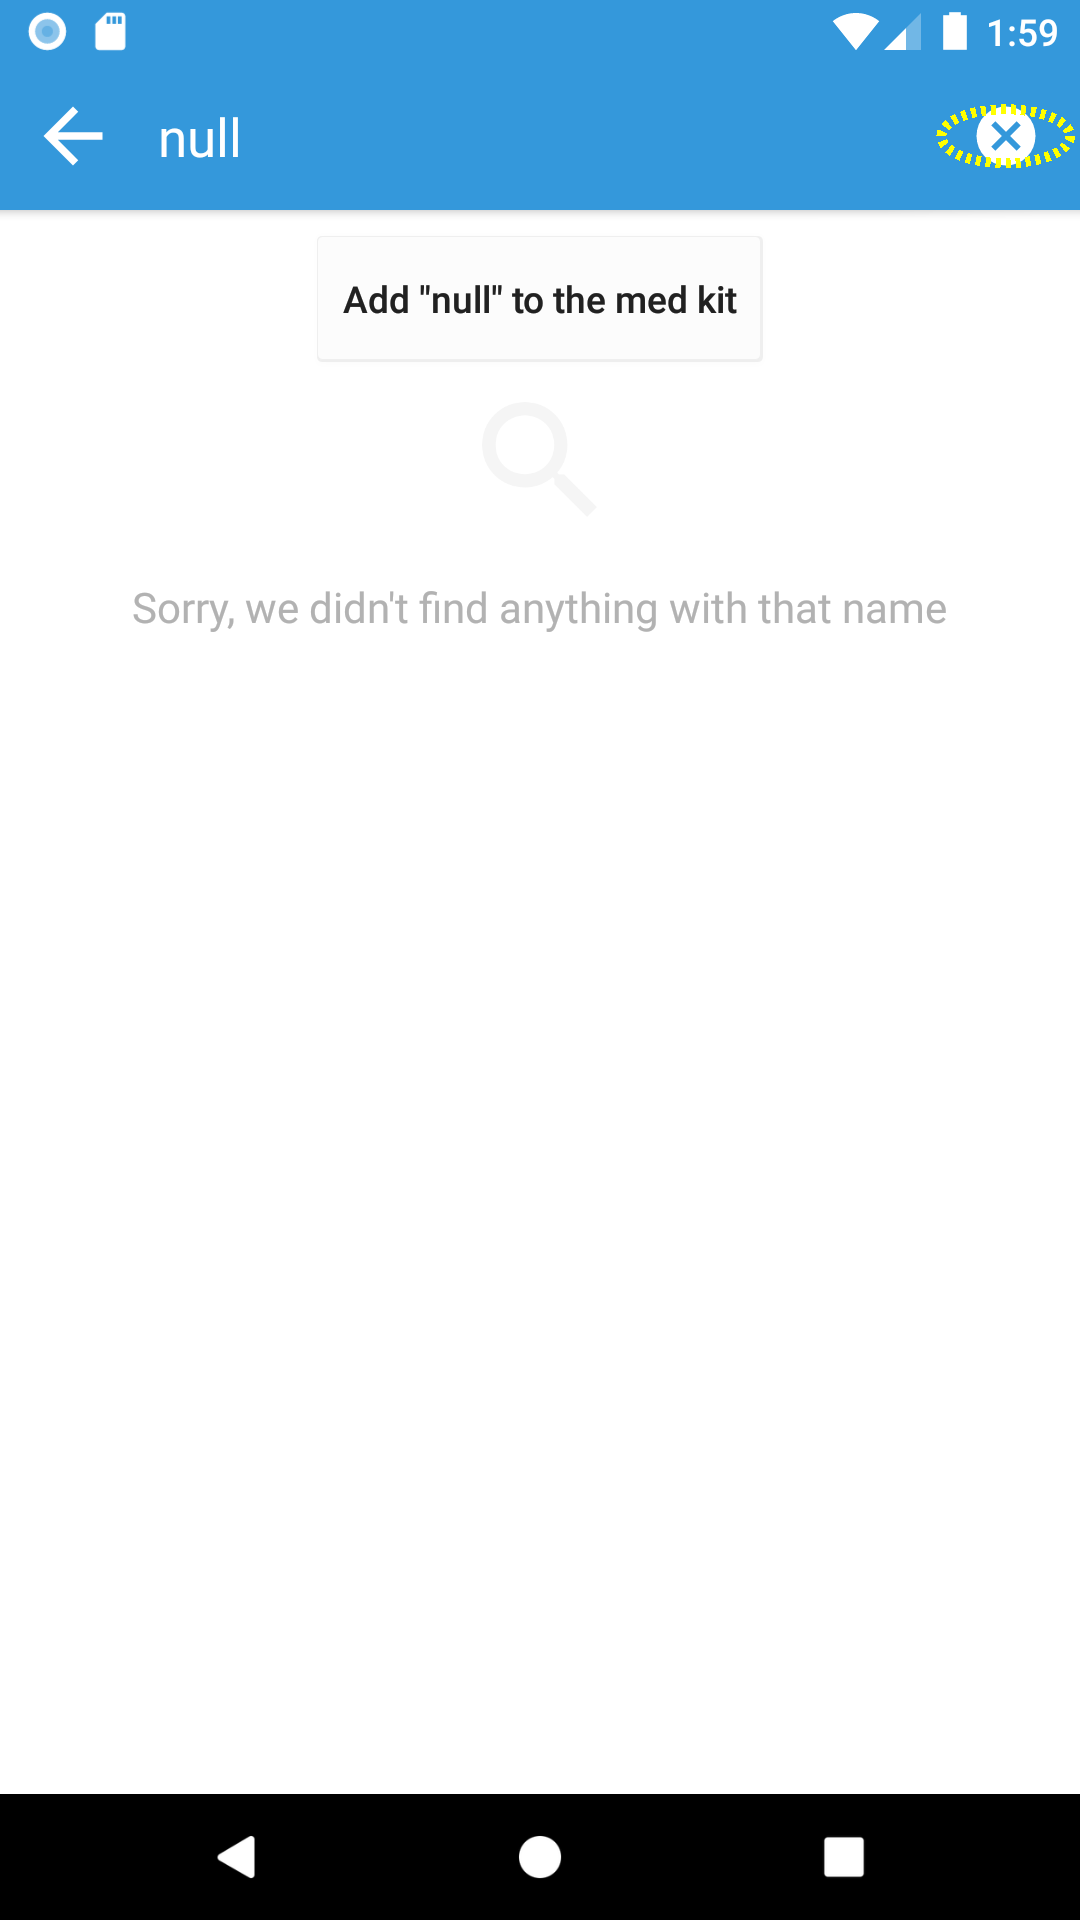 1:59
null
Add "null" to the med kit
Sorry, we didn't find anything with that name